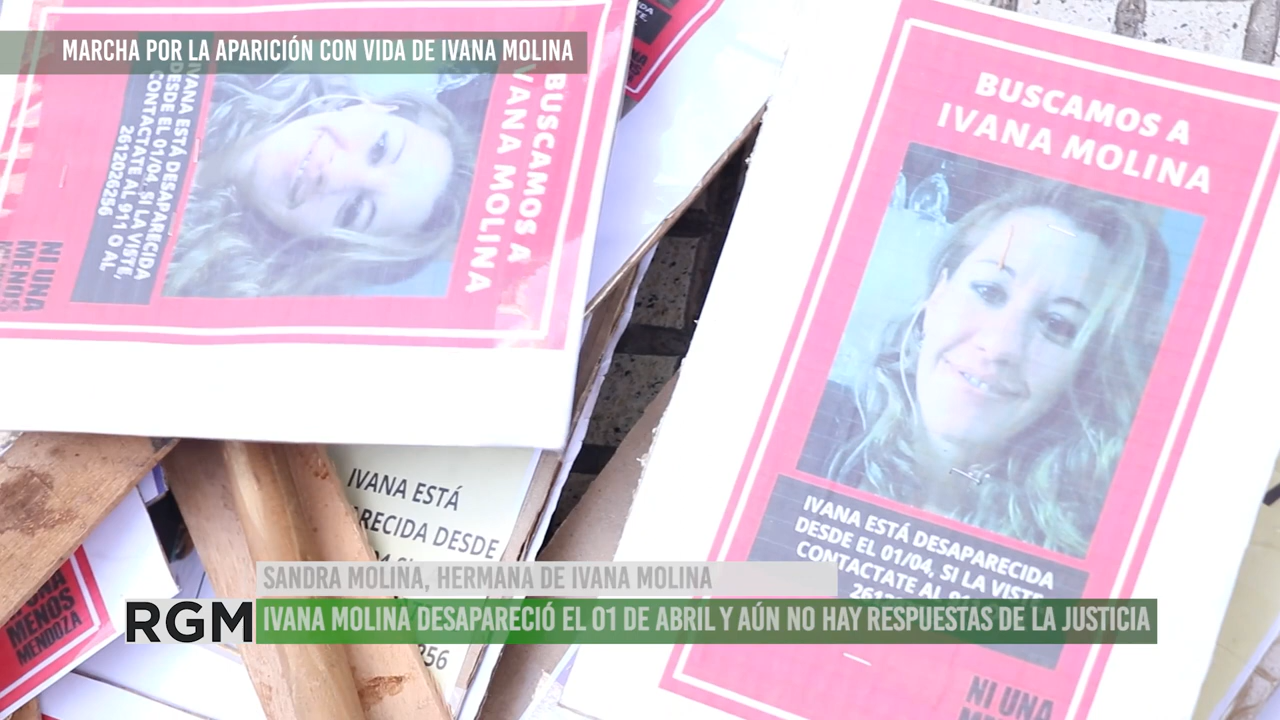 MARCHA POR LA APARICIÓN CON VIDA DE IVANA MOLINA
BUSCAMOS A
IVANA MOLINA
IVANA ESTÁ DESAPARECIDA
DESDE EL 01/04, SI LA VISTE,
CONTACTATE AL 911 O AL
2612026256
NI UNA
MENOS
BUSCAMOS A
IVANA MOLINA
IVANA ESTÁ DESAPARECIDA
DESDE EL 01/04, SI LA VISTE
CONTACTATE AL
NI UNA
MENOS
IVANA ESTÁ
ARECIDA DESDE
256
MENOS
MENDOZA
SANDRA MOLINA, HERMANA DE IVANA MOLINA
RGM
IVANA MOLINA DESAPARECIÓ EL 01 DE ABRIL Y AÚN NO HAY RESPUESTAS DE LA JUSTICIA